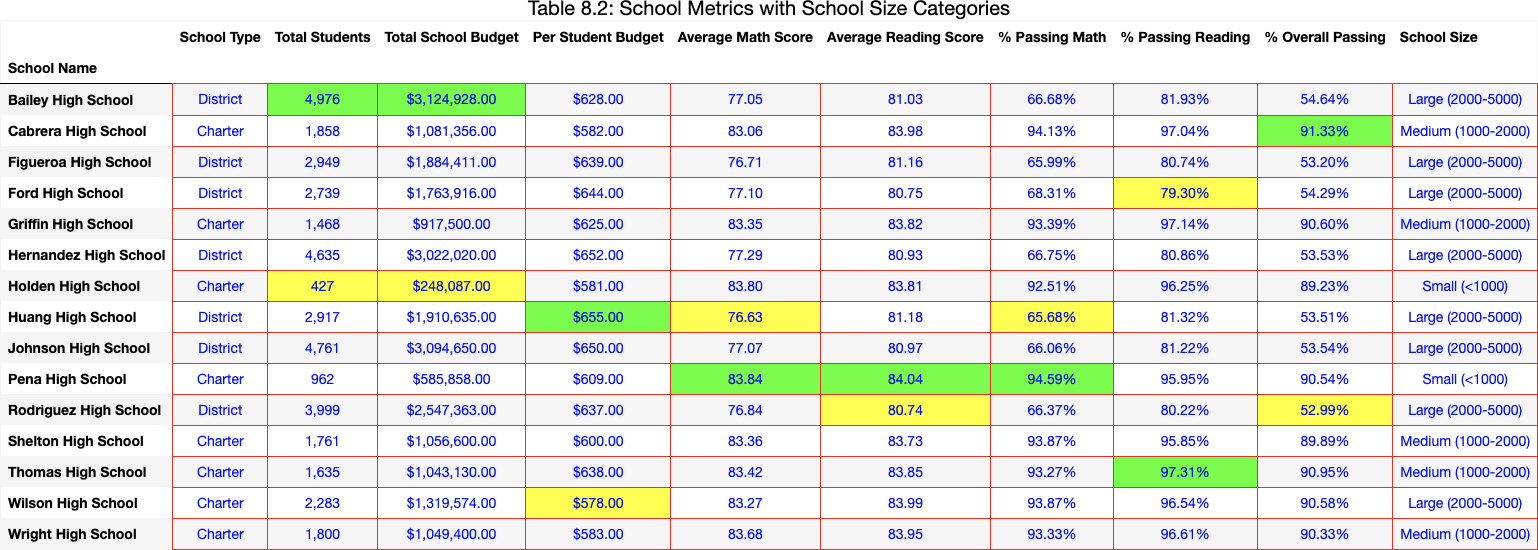 Table 8.2: School Metrics with School Size Categories
School Type Total Students Total School Budget Per Student Budget Average Math Score Average Reading Score % Passing Math % Passing Reading % Overall Passing School Size
School Name
Bailey High School District 4,976 $3,124,928.00 $628.00 77.05 81.03 66.68% 81.93% 54.64% Large (2000-5000)
Cabrera High School Charter 1,858 $1,081,356.00 $582.00 83.06 83.98 94.13% 97.04% 91.33% Medium (1000-2000)
Figueroa High School District 2,949 $1,884,411.00 $639.00 76.71 81.16 65.99% 80.74% 53.20% Large (2000-5000)
Ford High School District 2,739 $1,763,916.00 $644.00 77.10 80.75 68.31% 79.30% 54.29% Large (2000-5000)
Griffin High School Charter 1,468 $917,500.00 $625.00 83.35 83.82 93.39% 97.14% 90.60% Medium (1000-2000)
Hernandez High School District 4,635 $3,022,020.00 $652.00 77.29 80.93 66.75% 80.86% 53.53% Large (2000-5000)
Holden High School Charter 427 $248,087.00 $581.00 83.80 83.81 92.51% 96.25% 89.23% Small (<1000)
Huang High School District 2,917 $1,910,635.00 $655.00 76.63 81.18 65.68% 81.32% 53.51% Large (2000-5000)
Johnson High School District 4,761 $3,094,650.00 $650.00 77.07 80.97 66.06% 81.22% 53.54% Large (2000-5000)
Pena High School Charter 962 $585,858.00 $609.00 83.84 84.04 94.59% 95.95% 90.54% Small (<1000)
Rodriguez High School District 3,999 $2,547,363.00 $637.00 76.84 80.74 66.37% 80.22% 52.99% Large (2000-5000)
Shelton High School Charter 1,761 $1,056,600.00 $600.00 83.36 83.73 93.87% 95.85% 89.89% Medium (1000-2000)
Thomas High School Charter 1,635 $1,043,130.00 $638.00 83.42 83.85 93.27% 97.31% 90.95% Medium (1000-2000)
Wilson High School Charter 2,283 $1,319,574.00 $578.00 83.27 83.99 93.87% 96.54% 90.58% Large (2000-5000)
Wright High School Charter 1,800 $1,049,400.00 $583.00 83.68 83.95 93.33% 96.61% 90.33% Medium (1000-2000)